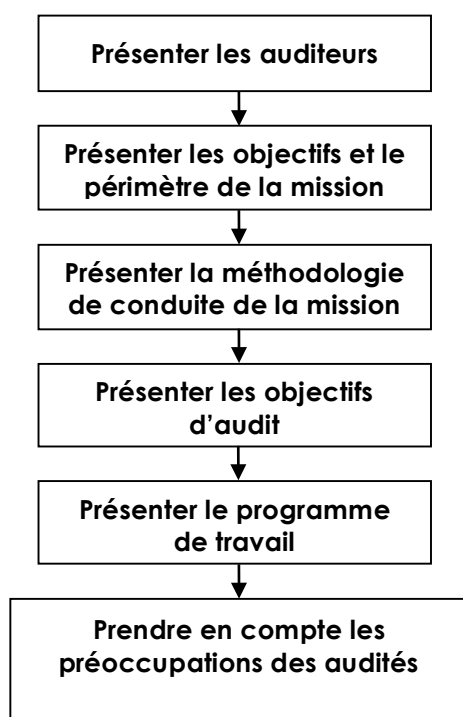 Présenter les auditeurs
Présenter les objectifs et le
périmètre de la mission
Présenter la méthodologie
de conduite de la mission
Présenter les objectifs
d’audit
Présenter le programme
de travail
Prendre en compte les
préoccupations des audités